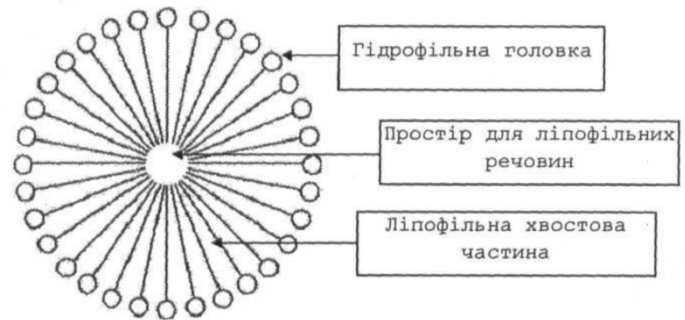 Гідрофільна головка
Простір для ліпофільних
речовин
Ліпофільна хвостова
частина